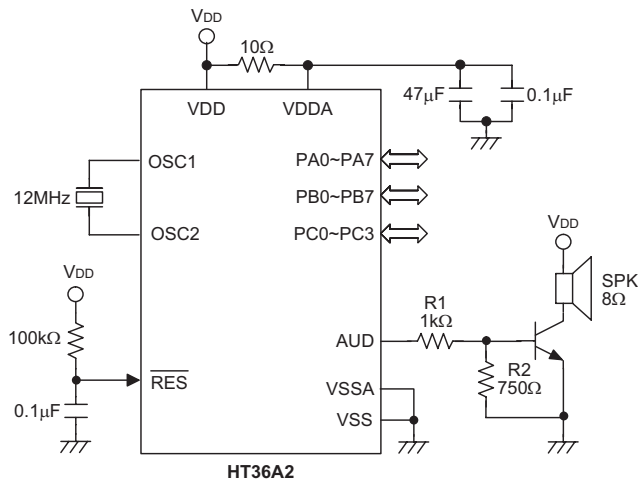 VDD
10Ω
VDD
VDDA
47μF
0.1μF
OSC1
PA0~PA7
12MHz
PB0~PB7
OSC2
PC0~PC3
VDD
VDD
SPK
8Ω
100kΩ
R1
1kΩ
AUD
RES
R2
750Ω
0.1μF
VSSA
VSS
HT36A2